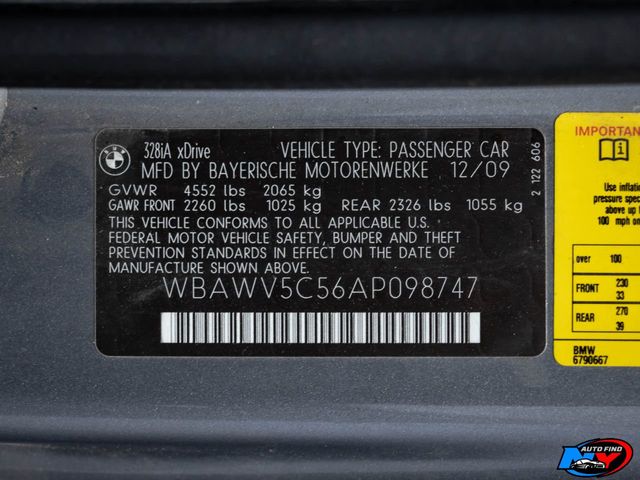 BMW
328iA xDrive VEHICLE TYPE: PASSENGER CAR
MFD BY BAYERISCHE MOTORENWERKE 12/09
GVWR 4552 lbs 2065 kg
GAWR FRONT 2260 lbs 1025 kg REAR 2326 lbs 1055 kg
THIS VEHICLE CONFORMS TO ALL APPLICABLE U.S.
FEDERAL MOTOR VEHICLE SAFETY, BUMPER AND THEFT
PREVENTION STANDARDS IN EFFECT ON THE DATE OF
MANUFACTURE SHOWN ABOVE.
WBAWV5C56AP098747
2 122 606
IMPORTAN
i
Use inflatio
pressure spec
above up
100 mph on
over 100
FRONT 230
33
REAR 270
39
BMW
6790667
AUTO FIND
NY